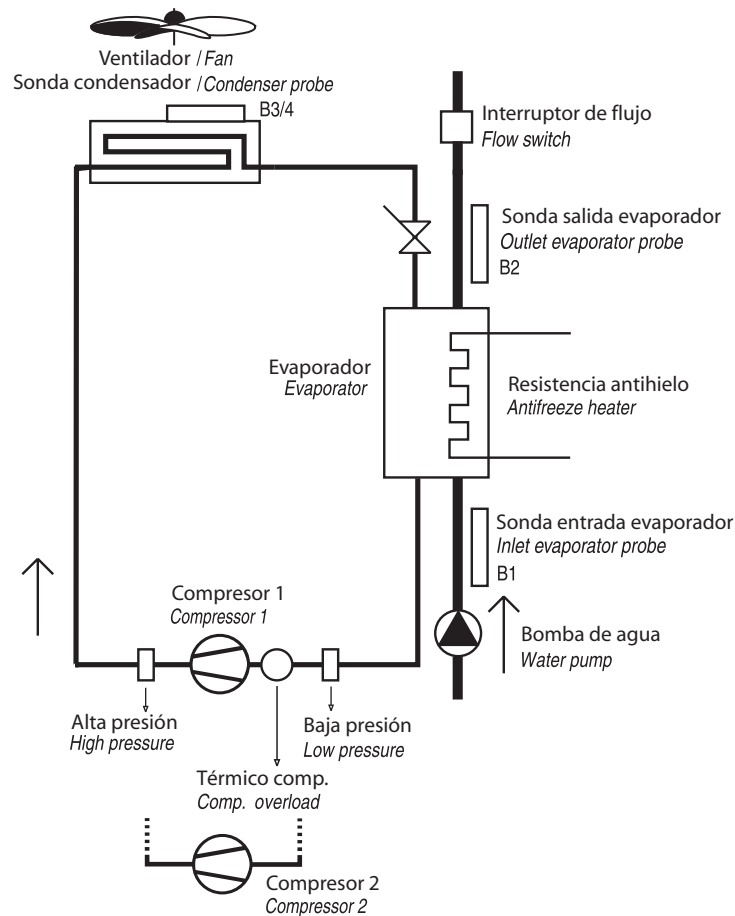 Ventilador / Fan
Sonda condensador / Condenser probe
B3/4
Interruptor de flujo
Flow switch
Sonda salida evaporador
Outlet evaporator probe
B2
Evaporador
Evaporator
Resistencia antihielo
Antifreeze heater
Sonda entrada evaporador
Inlet evaporator probe
B1
Compresor 1
Compressor 1
Bomba de agua
Water pump
Alta presión
High pressure
Baja presión
Low pressure
Térmico comp.
Comp. overload
Compresor 2
Compressor 2